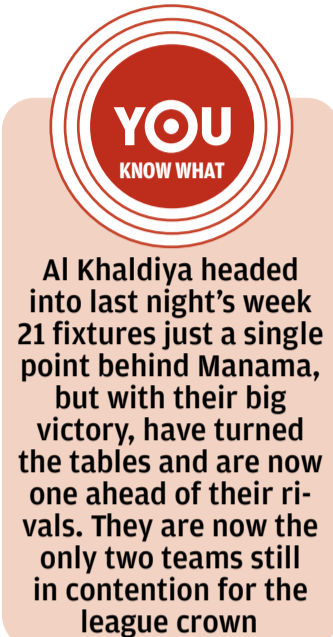 YOU
KNOW WHAT
Al Khaldiya headed
into last night's week
21 fixtures just a single
point behind Manama,
but with their big
victory, have turned
the tables and are now
one ahead of their ri-
vals. They are now the
only two teams still
in contention for the
league crown